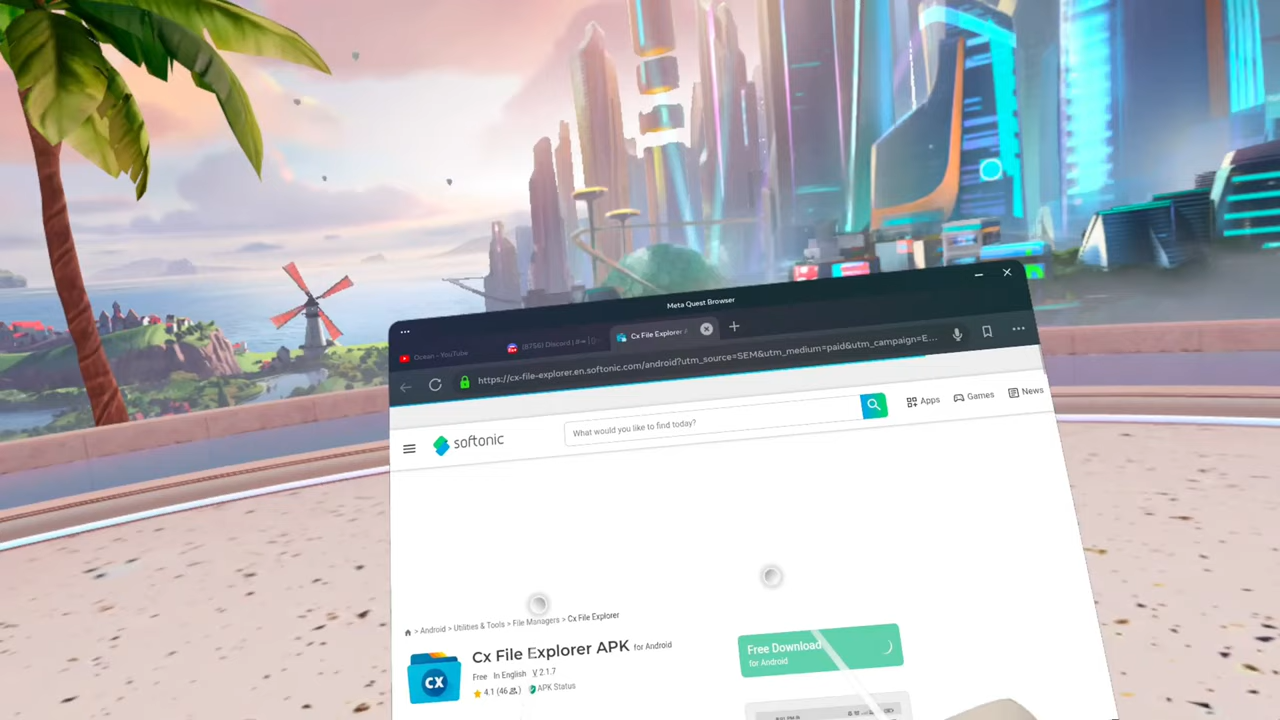 Meta Quest Browser
Ocean - YouTube
(8756) Discord |
Cx File Explorer
https://cx-file-explorer.en.softonic.com/android?utm_source=SEM&utm_medium=paid&utm_campaign=E...
softonic
What would you like to find today?
Apps
Games
News
> Android > Utilities & Tools > File Managers > Cx File Explorer
CX
Cx File Explorer APK for Android
Free In English V 2.1.7
4.1 (46) APK Status
Free Download
for Android